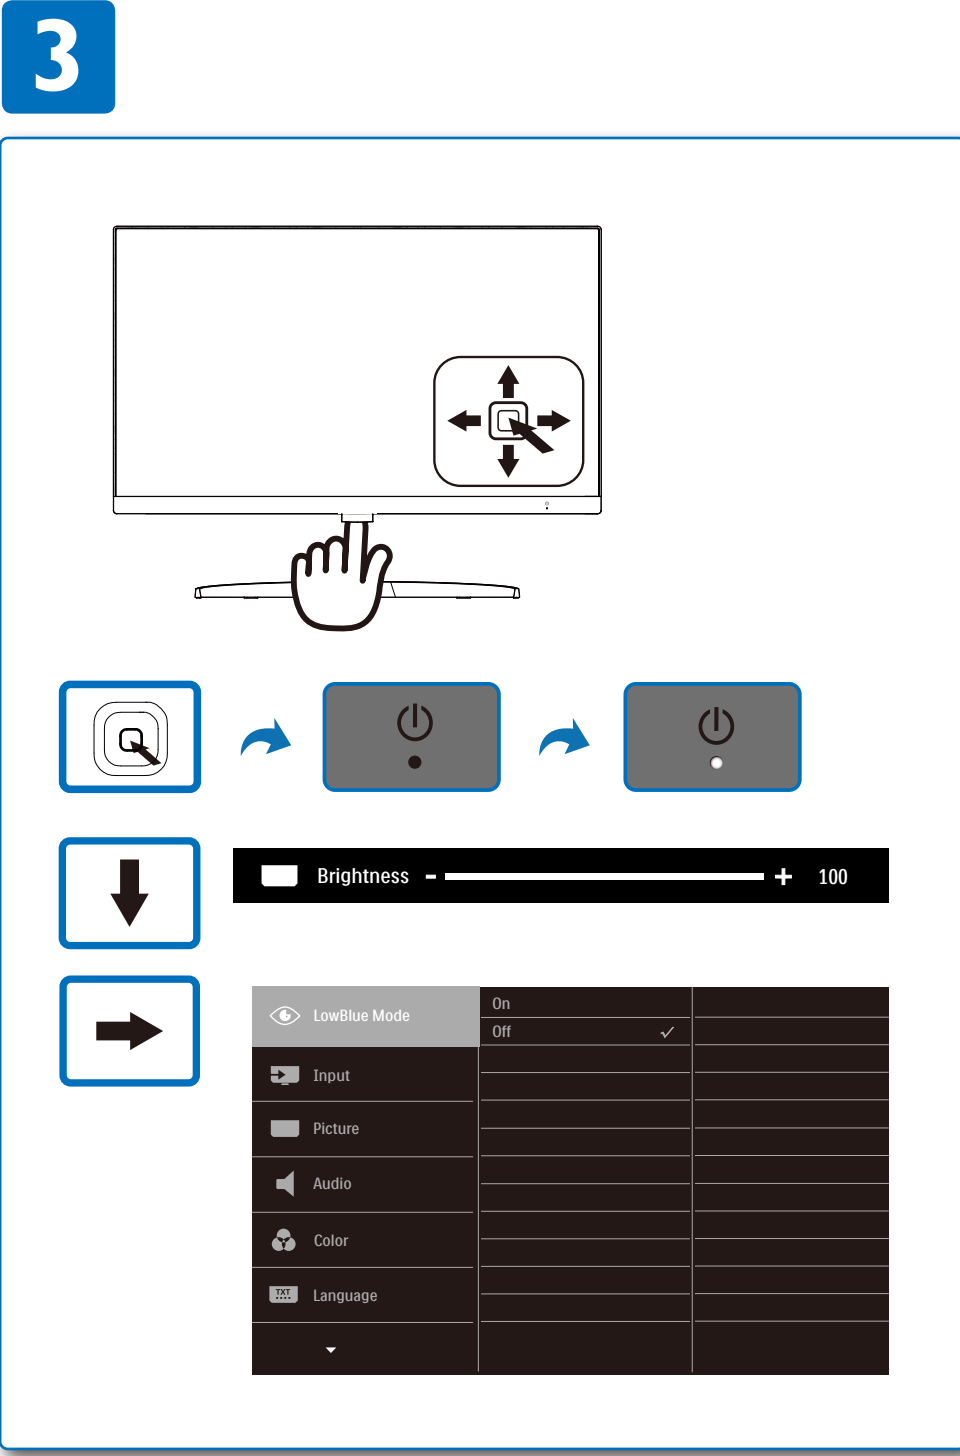 3
Brightness - + 100
LowBlue Mode
On
Off
Input
Picture
Audio
Color
TXT
Language